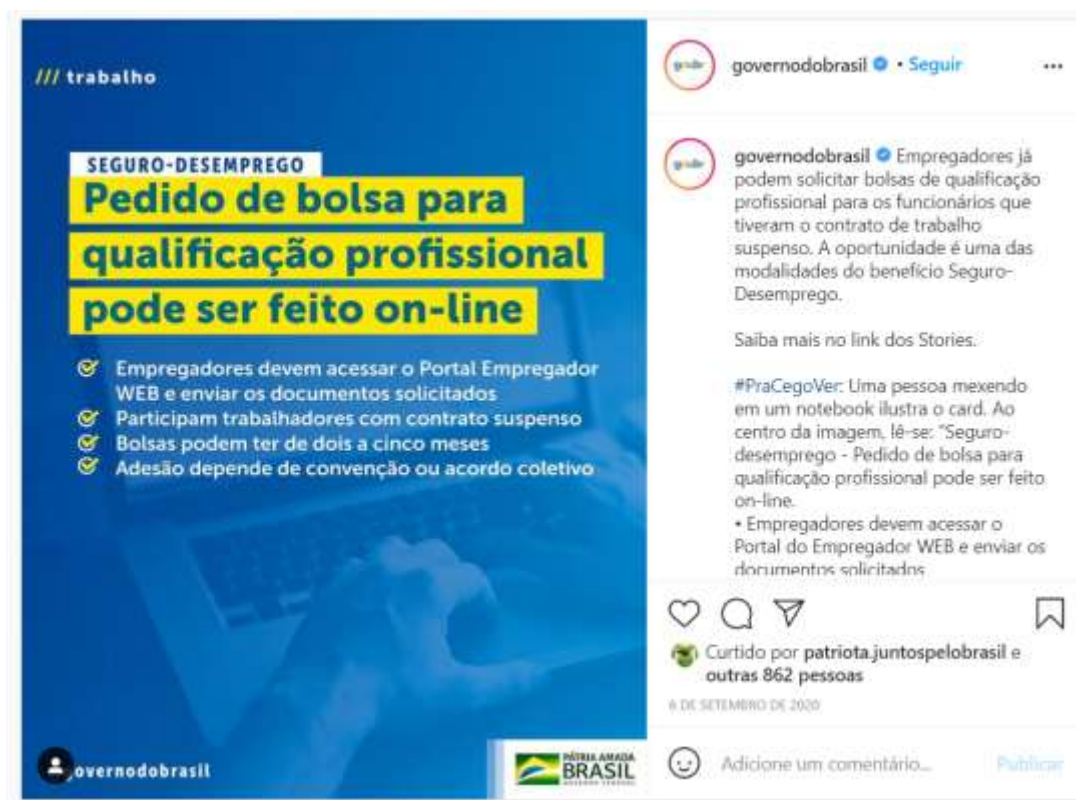 /// trabalho
SEGURO-DESEMPREGO
Pedido de bolsa para
qualificação profissional
pode ser feito on-line
Empregadores devem acessar o Portal Empregador
WEB e enviar os documentos solicitados
Participam trabalhadores com contrato suspenso
Bolsas podem ter de dois a cinco meses
Adesão depende de convenção ou acordo coletivo
overnodobrasil
PÁTRIA AMADA
BRASIL
GOVERNO FEDERAL
governodobrasil • Seguir
governodobrasil Empregadores já
podem solicitar bolsas de qualificação
profissional para os funcionários que
tiveram o contrato de trabalho
suspenso. A oportunidade é uma das
modalidades do benefício Seguro-
Desemprego.
Saiba mais no link dos Stories.
#PraCegoVer: Uma pessoa mexendo
em um notebook ilustra o card. Ao
centro da imagem, lê-se: "Seguro-
desemprego - Pedido de bolsa para
qualificação profissional pode ser feito
on-line.
• Empregadores devem acessar o
Portal do Empregador WEB e enviar os
documentos solicitados
Curtido por patriota.juntospelobrasil e
outras 862 pessoas
6 DE SETEMBRO DE 2020
Adicione um comentário... Publicar